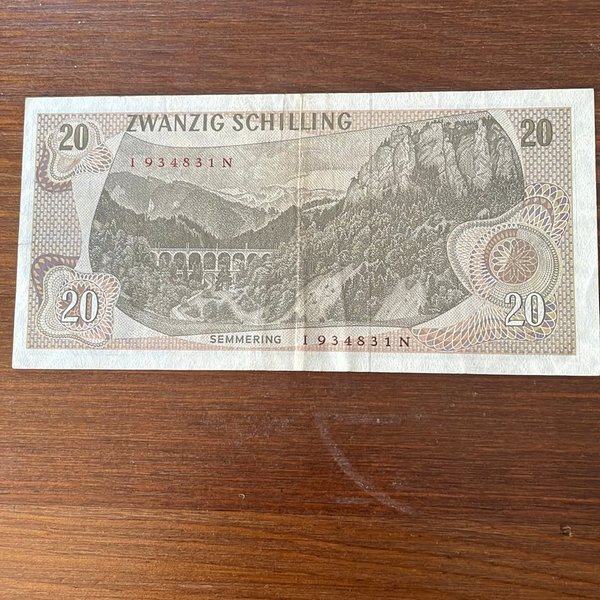 20 ZWANZIG SCHILLING 20
I 934831 N
20 20
SEMMERING I 934831 N